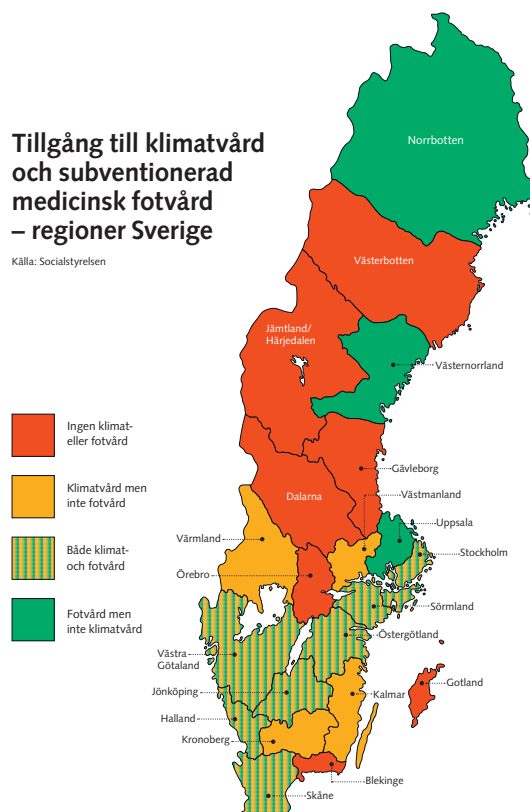 Tillgång till klimatvård
och subventionerad
medicinsk fotvård
– regioner Sverige
Källa: Socialstyrelsen
Norrbotten
Västerbotten
Jämtland/
Härjedalen
Västernorrland
Ingen klimat-
eller fotvård
Klimatvård men
inte fotvård
Både klimat-
och fotvård
Fotvård men
inte klimatvård
Gävleborg
Dalarna
Västmanland
Uppsala
Värmland
Stockholm
Örebro
Sörmland
Östergötland
Västra
Götaland
Gotland
Jönköping
Kalmar
Halland
Kronoberg
Blekinge
Skåne